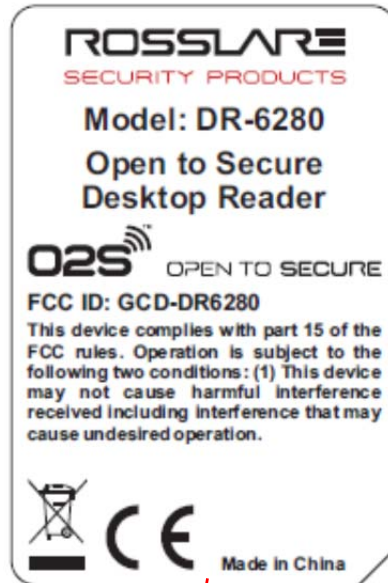 ROSSLARE
SECURITY PRODUCTS
Model: DR-6280
Open to Secure
Desktop Reader
O2S™ OPEN TO SECURE
FCC ID: GCD-DR6280
This device complies with part 15 of the
FCC rules. Operation is subject to the
following two conditions: (1) This device
may not cause harmful interference
received including interference that may
cause undesired operation.
CE Made in China